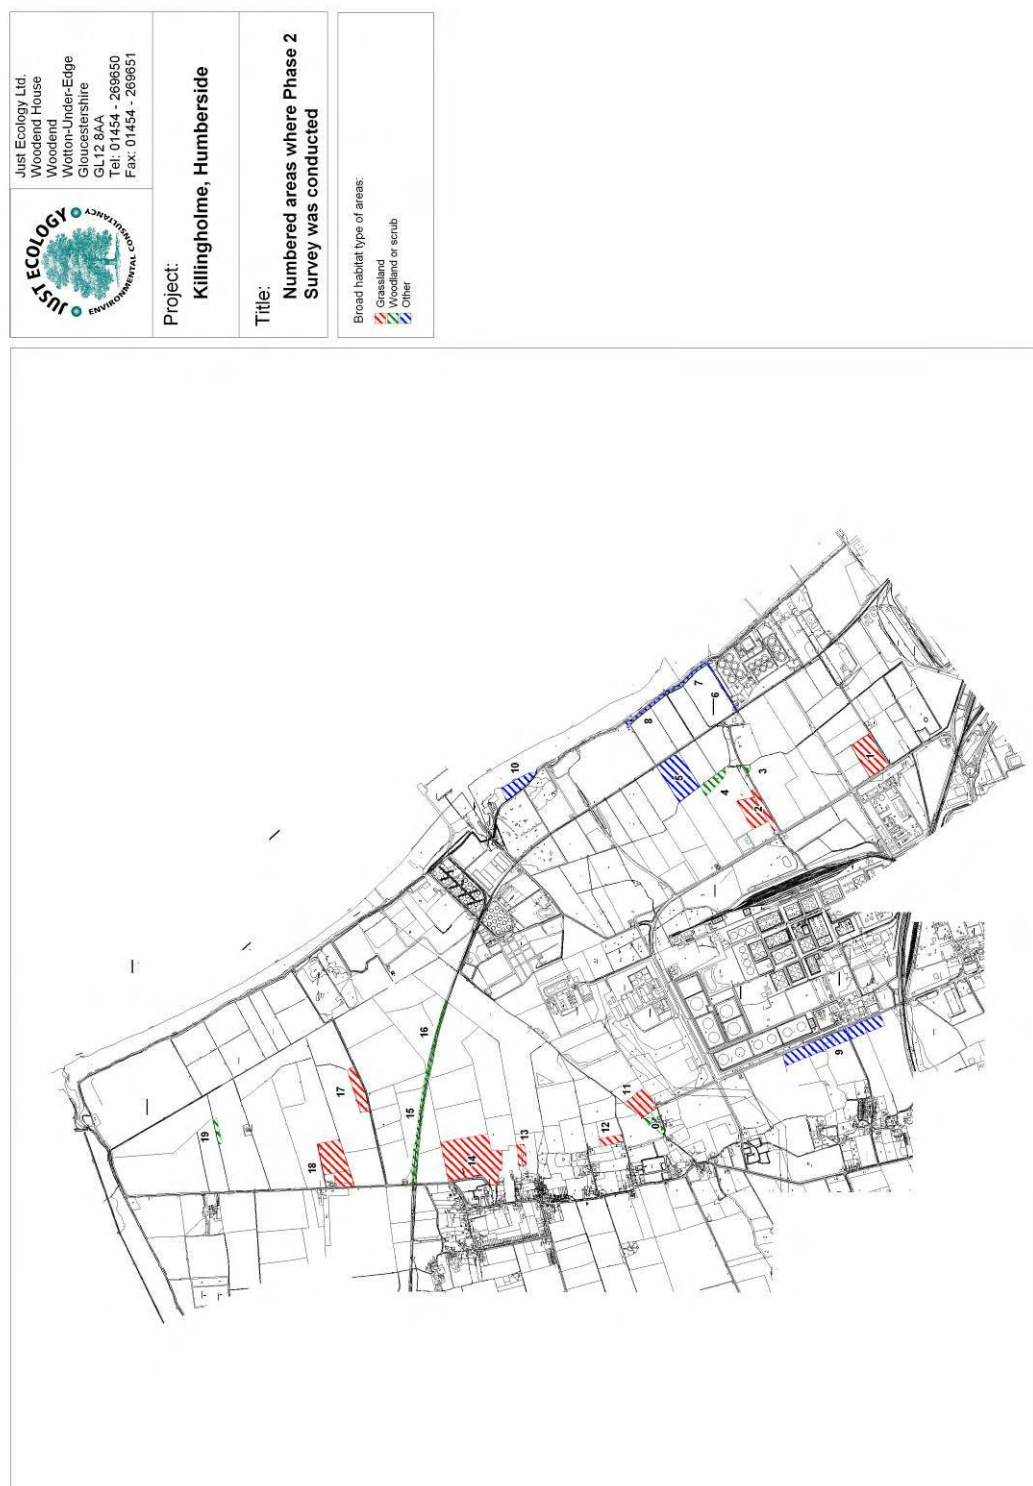 Just Ecology Ltd.
Woodend House
Woodend
Wotton-Under-Edge
Gloucestershire
GL12 8AA
Tel: 01454 - 269650
Fax: 01454 - 269651
JUST ECOLOGY
ENVIRONMENTAL CONSULTANCY
Project:
Killingholme, Humberside
Title:
Numbered areas where Phase 2
Survey was conducted
Broad habitat type of areas:
Grassland
Woodland or scrub
Other
1
2
3
4
5
6
7
8
9
10
11
0
12
13
14
15
16
17
18
19